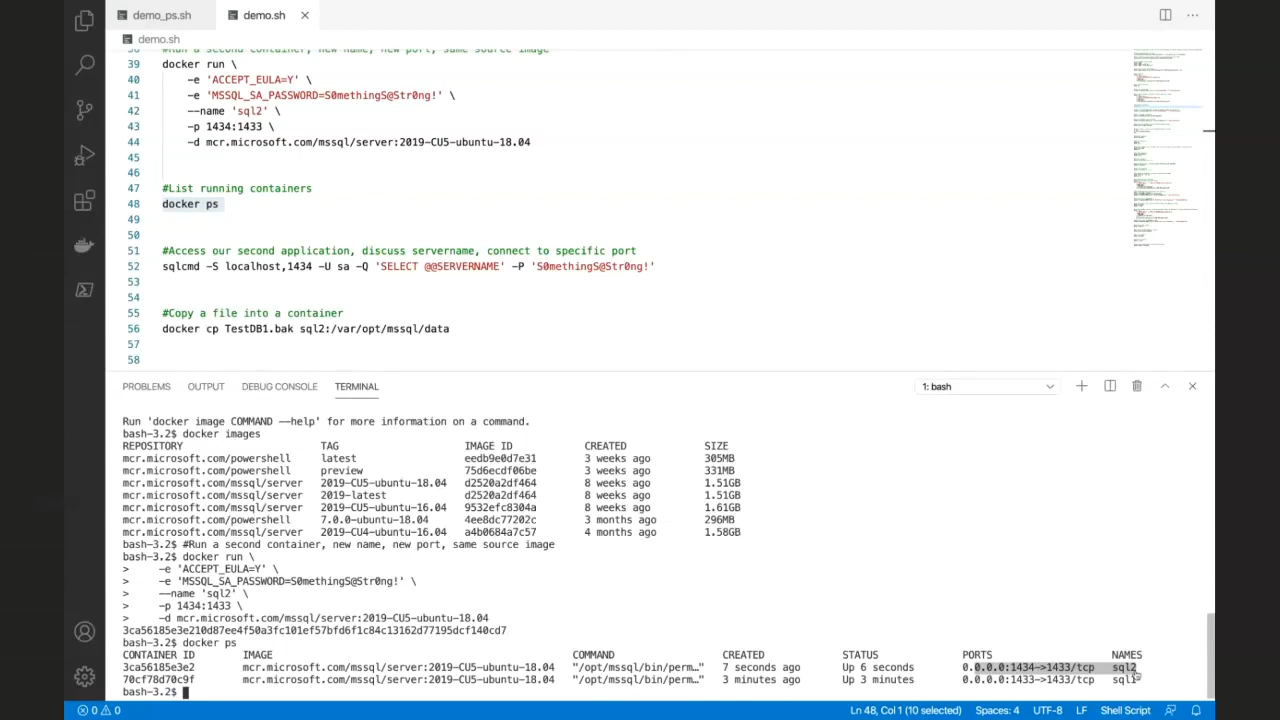 demo_ps.sh
demo.sh
demo.sh
38 #Run a second container, new name, new port, same source image
39 docker run \
40 -e 'ACCEPT_EULA=Y' \
41 -e 'MSSQL_SA_PASSWORD=S0methingS@Str0ng!'
42 --name 'sql2' \
43 -p 1434:1433 \
44 -d mcr.microsoft.com/mssql/server:2019-CU5-ubuntu-18.04
45
46
47 #List running containers
48 docker ps
49
50
51 #Access our second application, discuss servername, connect to specific port
52 sqlcmd -S localhost,1434 -U sa -Q 'SELECT @@SERVERNAME' -P 'S0methingS@Str0ng!'
53
54
55 #Copy a file into a container
56 docker cp TestDB1.bak sql2:/var/opt/mssql/data
57
58
PROBLEMS OUTPUT DEBUG CONSOLE TERMINAL 1: bash
Run 'docker image COMMAND --help' for more information on a command.
bash-3.2$ docker images
REPOSITORY TAG IMAGE ID CREATED SIZE
mcr.microsoft.com/powershell latest eedb9e0d7e31 3 weeks ago 305MB
mcr.microsoft.com/powershell preview 75d6ecdf06be 3 weeks ago 331MB
mcr.microsoft.com/mssql/server 2019-CU5-ubuntu-18.04 d2520a2df464 8 weeks ago 1.51GB
mcr.microsoft.com/mssql/server 2019-latest d2520a2df464 8 weeks ago 1.51GB
mcr.microsoft.com/mssql/server 2019-CU5-ubuntu-16.04 9532efc8304a 8 weeks ago 1.61GB
mcr.microsoft.com/powershell 7.0.0-ubuntu-18.04 4ee8dc77202c 3 months ago 296MB
mcr.microsoft.com/mssql/server 2019-CU4-ubuntu-16.04 a4b0684a7c57 4 months ago 1.58GB
bash-3.2$ #Run a second container, new name, new port, same source image
bash-3.2$ docker run \
> -e 'ACCEPT_EULA=Y' \
> -e 'MSSQL_SA_PASSWORD=S0methingS@Str0ng!' \
> --name 'sql2' \
> -p 1434:1433 \
> -d mcr.microsoft.com/mssql/server:2019-CU5-ubuntu-18.04
3ca56185e3e210d87ee4f50a3fc101ef57bfd6f1c84c13162d77195dcf140cd7
bash-3.2$ docker ps
CONTAINER ID IMAGE COMMAND CREATED STATUS PORTS NAMES
3ca56185e3e2 mcr.microsoft.com/mssql/server:2019-CU5-ubuntu-18.04 "/opt/mssql/bin/perm…" 7 seconds ago Up 6 seconds 0.0.0.0:1434->1433/tcp sql2
70cf78d70c9f mcr.microsoft.com/mssql/server:2019-CU5-ubuntu-18.04 "/opt/mssql/bin/perm…" 3 minutes ago Up 3 minutes 0.0.0.0:1433->1433/tcp sql1
bash-3.2$
0 0 Ln 48, Col 1 (10 selected) Spaces: 4 UTF-8 LF Shell Script